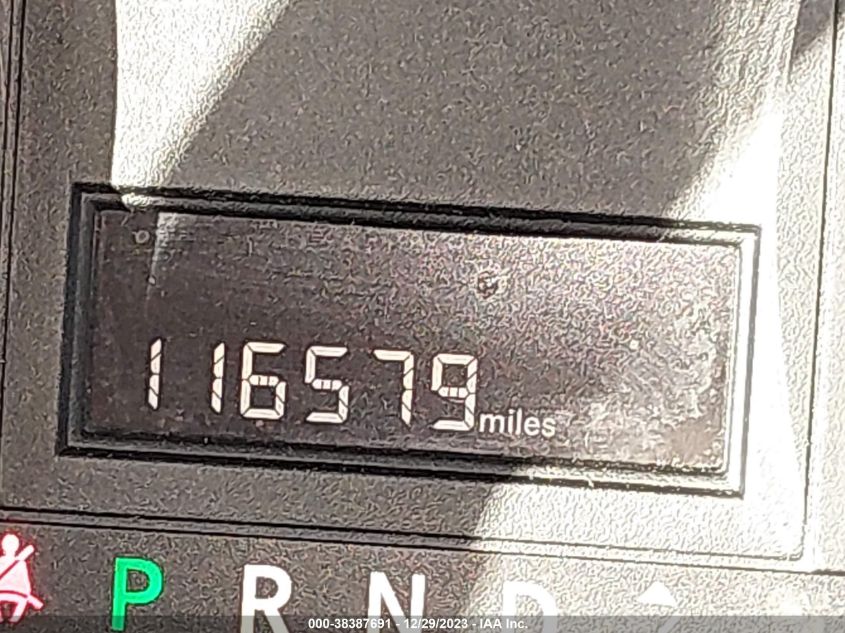 116579 miles
P R N D
000-38387691 - 12/29/2023 - IAA Inc.